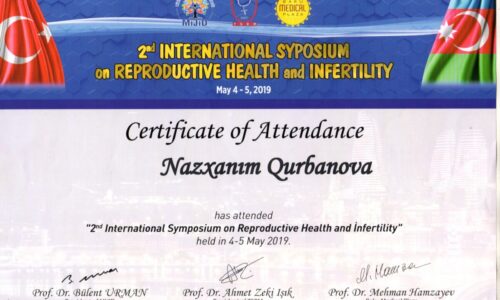 MiJiD
BAKU
MEDICAL
PLAZA
2nd INTERNATIONAL SYPOSIUM
on REPRODUCTIVE HEALTH and INFERTILITY
May 4 - 5, 2019
Certificate of Attendance
Nazxanım Qurbanova
has attended
"2nd International Symposium on Reproductive Health and İnfertility"
held in 4-5 May 2019.
Prof. Dr. Bülent URMAN
Prof. Dr. Ahmet Zeki Işık
Prof. Dr. Mehman Hamzayev